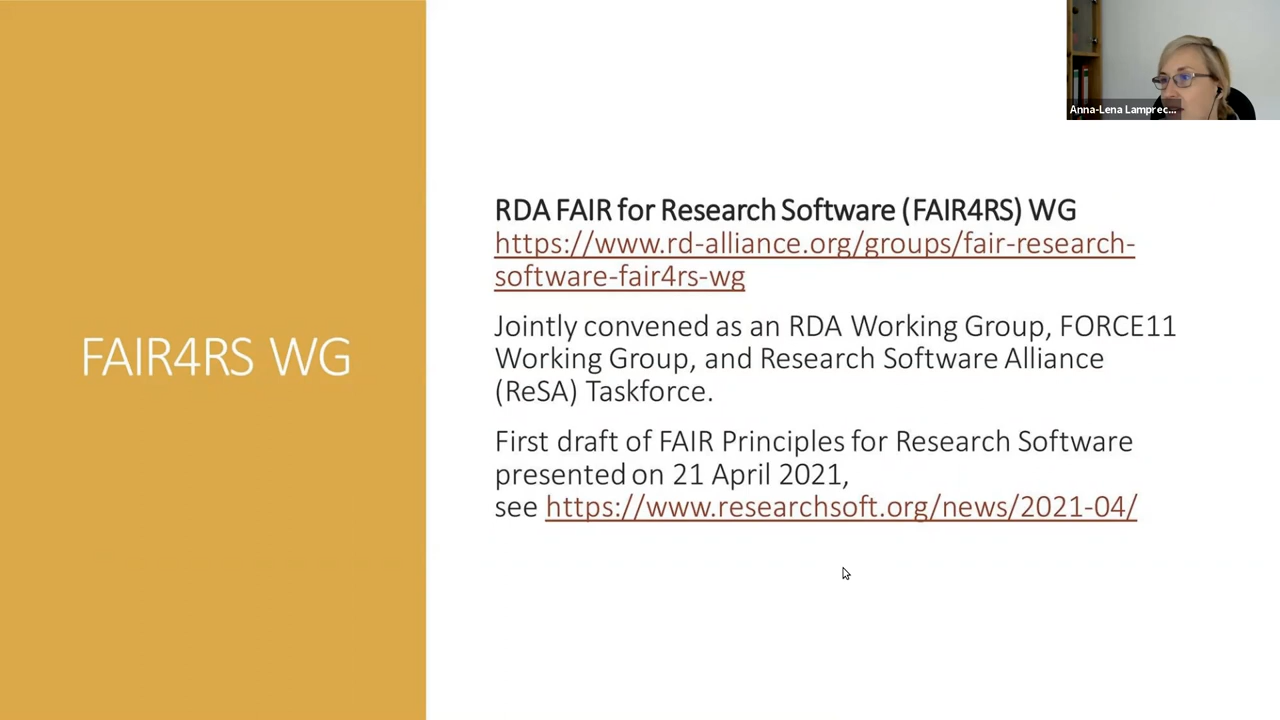 Anna-Lena Lamprec...
RDA FAIR for Research Software (FAIR4RS) WG
https://www.rd-alliance.org/groups/fair-research-
software-fair4rs-wg
Jointly convened as an RDA Working Group, FORCE11
Working Group, and Research Software Alliance
(ReSA) Taskforce.
FAIR4RS WG
First draft of FAIR Principles for Research Software
presented on 21 April 2021,
see https://www.researchsoft.org/news/2021-04/